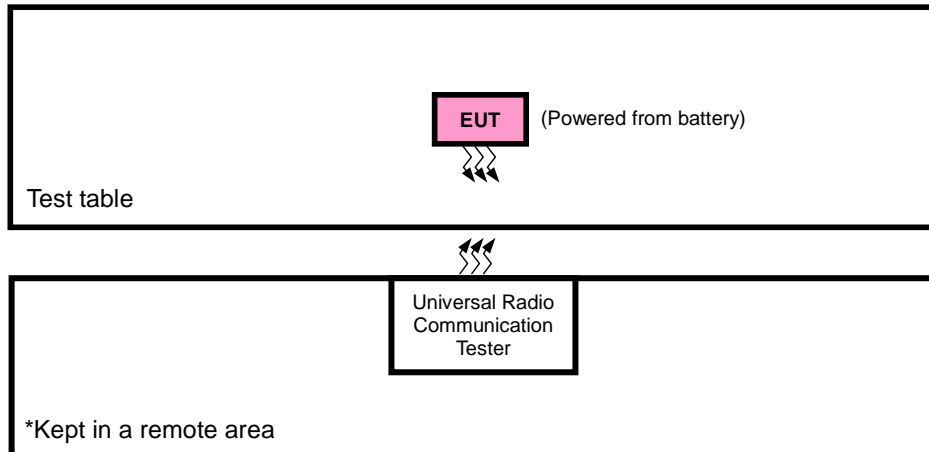 EUT
(Powered from battery)
Test table
Universal Radio
Communication
Tester
*Kept in a remote area